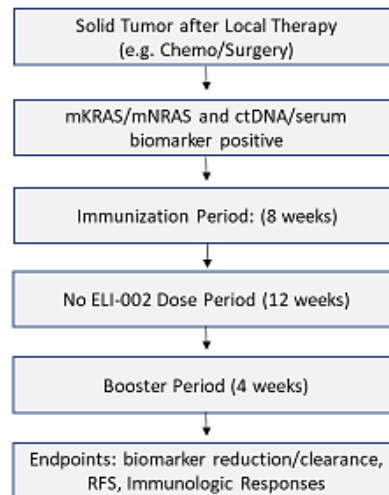 Solid Tumor after Local Therapy
(e.g. Chemo/Surgery)
mKRAS/mNRAS and ctDNA/serum
biomarker positive
Immunization Period: (8 weeks)
No ELI-002 Dose Period (12 weeks)
Booster Period (4 weeks)
Endpoints: biomarker reduction/clearance,
RFS, Immunologic Responses